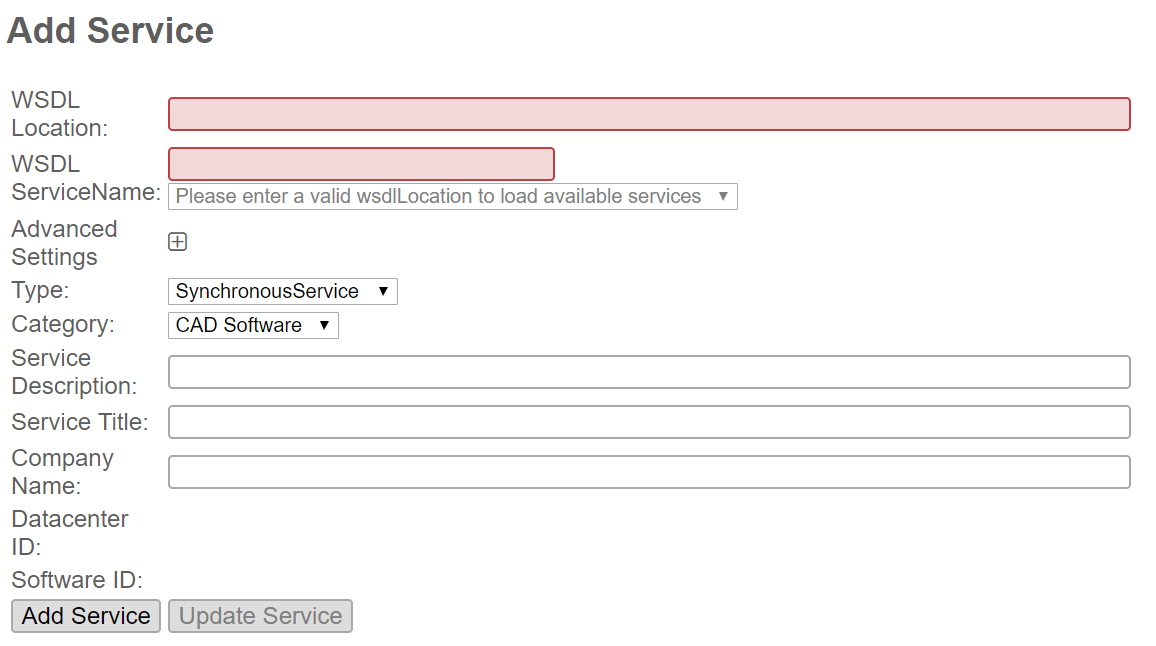 Add Service
WSDL
Location:
WSDL
ServiceName:
Please enter a valid wsdlLocation to load available services
Advanced
Settings
Type:
SynchronousService
Category:
CAD Software
Service
Description:
Service Title:
Company
Name:
Datacenter
ID:
Software ID:
Add Service
Update Service